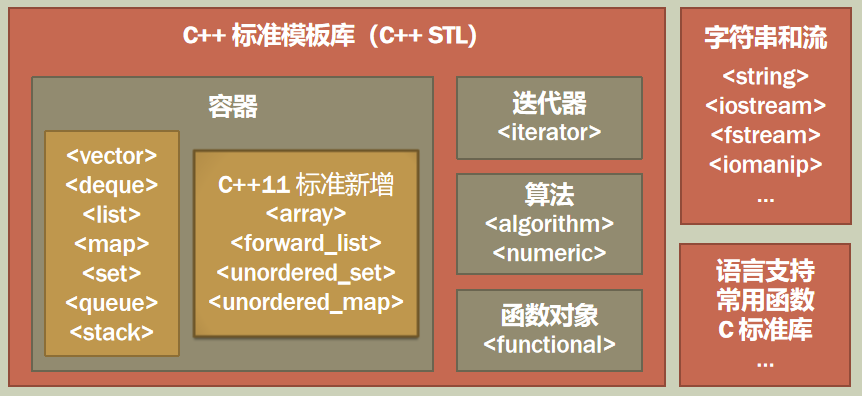 C++ 标准模板库（C++ STL）
容器
<vector>
<deque>
<list>
<map>
<set>
<queue>
<stack>
C++11 标准新增
<array>
<forward_list>
<unordered_set>
<unordered_map>
迭代器
<iterator>
算法
<algorithm>
<numeric>
函数对象
<functional>
字符串和流
<string>
<iostream>
<fstream>
<iomanip>
...
语言支持
常用函数
C 标准库
...